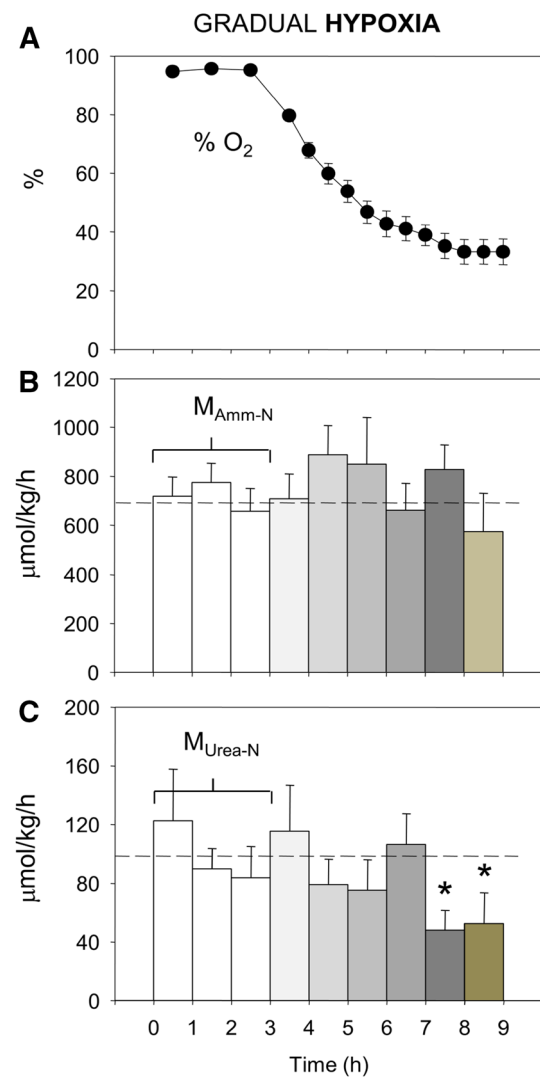 GRADUAL HYPOXIA
A
100
80
60
40
20
0
%
% O2
B
1200
1000
800
600
400
200
0
µmol/kg/h
MAmm-N
C
200
160
120
80
40
0
µmol/kg/h
MUrea-N
* *
0 1 2 3 4 5 6 7 8 9
Time (h)